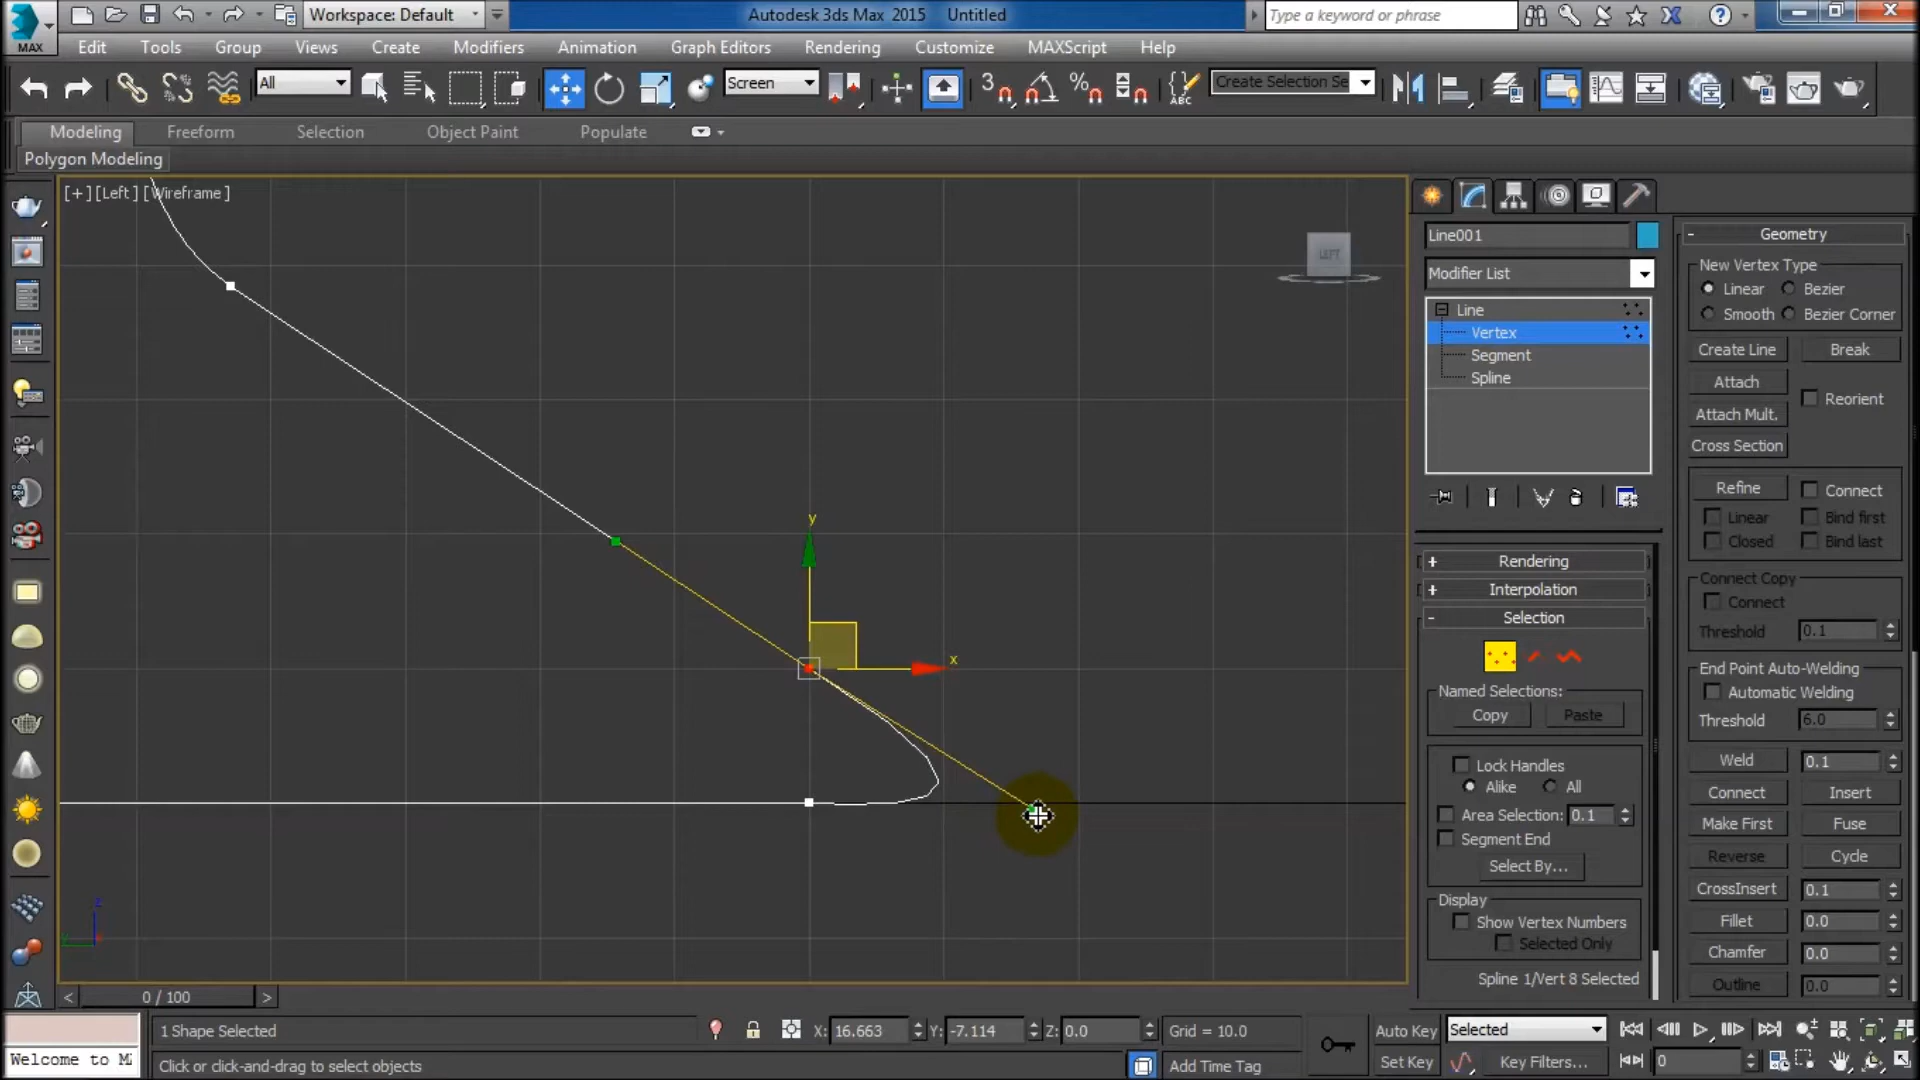 Workspace: Default
Autodesk 3ds Max 2015 Untitled
Type a keyword or phrase
MAX
Edit Tools Group Views Create Modifiers Animation Graph Editors Rendering Customize MAXScript Help
All
Screen
3
%
ABC
Create Selection Se
Modeling Freeform Selection Object Paint Populate
Polygon Modeling
[+][Left][Wireframe]
LEFT
y
x
z
Line001
Modifier List
Line
Vertex
Segment
Spline
+ Rendering
+ Interpolation
- Selection
Named Selections:
Copy Paste
Lock Handles
Alike All
Area Selection: 0.1
Segment End
Select By...
Display
Show Vertex Numbers
Selected Only
Spline 1/Vert 8 Selected
- Geometry
New Vertex Type
Linear Bezier
Smooth Bezier Corner
Create Line Break
Attach
Reorient
Attach Mult.
Cross Section
Refine Connect
Linear Bind first
Closed Bind last
Connect Copy
Connect
Threshold 0.1
End Point Auto-Welding
Automatic Welding
Threshold 6.0
Weld 0.1
Connect Insert
Make First Fuse
Reverse Cycle
CrossInsert 0.1
Fillet 0.0
Chamfer 0.0
Outline 0.0
< 0 / 100 >
1 Shape Selected
X: 16.663 Y: -7.114 Z: 0.0 Grid = 10.0
Auto Key Selected
Welcome to M
Click or click-and-drag to select objects
Add Time Tag
Set Key Key Filters... 0